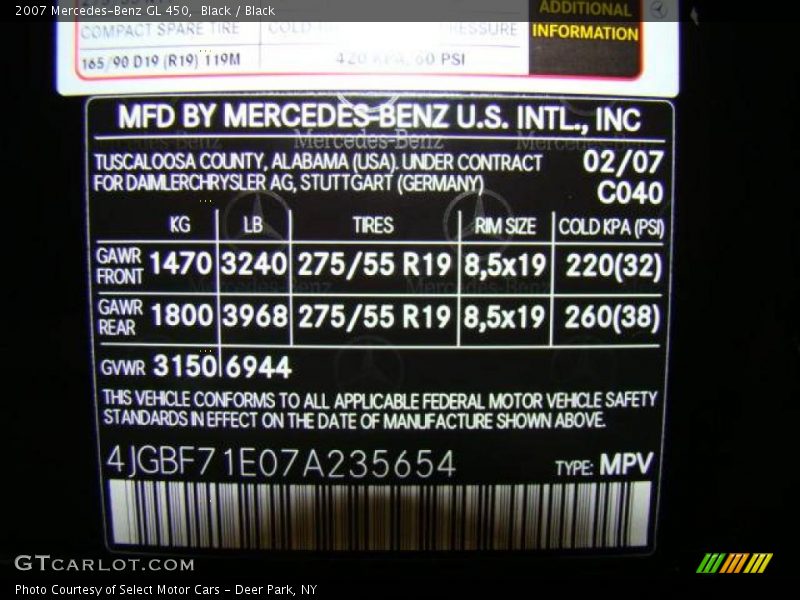 2007 Mercedes-Benz GL 450, Black / Black
ADDITIONAL
COMPACT SPARE TIRE
PRESSURE
INFORMATION
165/90 D19 (R19) 119M 420 KPA/60 PSI
MFD BY MERCEDES-BENZ U.S. INTL., INC
Mercedes-Benz
TUSCALOOSA COUNTY, ALABAMA (USA). UNDER CONTRACT 02/07
FOR DAIMLERCHRYSLER AG, STUTTGART (GERMANY) C040
KG LB TIRES RIM SIZE COLD KPA (PSI)
GAWR FRONT 1470 3240 275/55 R19 8,5x19 220(32)
GAWR REAR 1800 3968 275/55 R19 8,5x19 260(38)
GVWR 3150 6944
THIS VEHICLE CONFORMS TO ALL APPLICABLE FEDERAL MOTOR VEHICLE SAFETY
STANDARDS IN EFFECT ON THE DATE OF MANUFACTURE SHOWN ABOVE.
4JGBF71E07A235654 TYPE: MPV
GTCARLOT.COM
Photo Courtesy of Select Motor Cars - Deer Park, NY